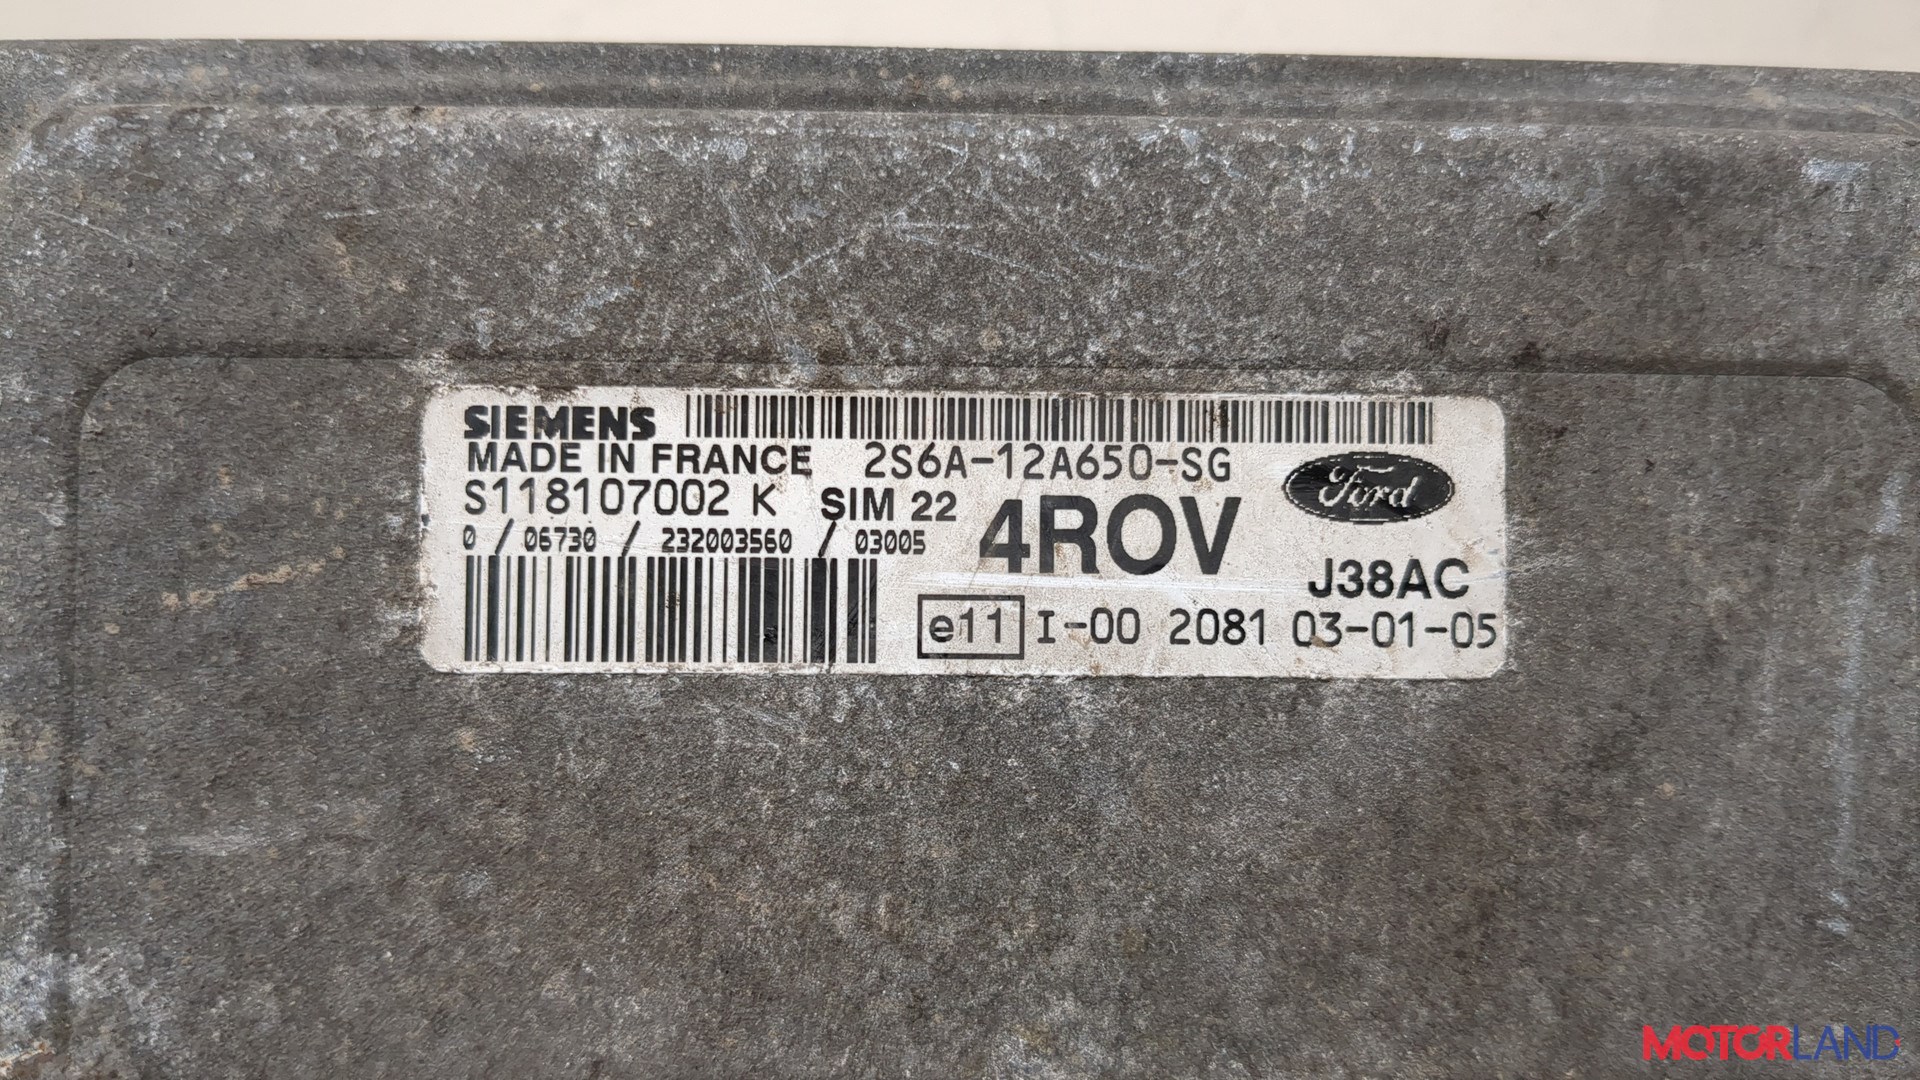 SIEMENS
MADE IN FRANCE 2S6A-12A650-SG
Ford
S118107002 K SIM 22 4ROV
0 / 06730 / 232003560 / 03005
J38AC
e11 I-00 2081 03-01-05
MOTORLAND